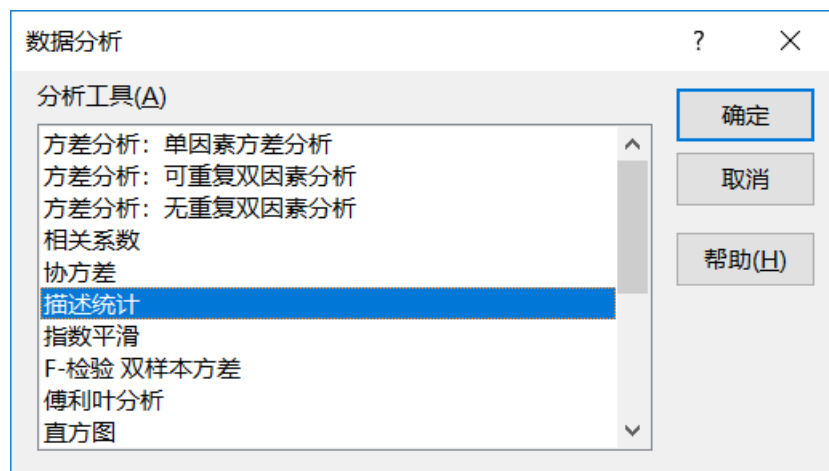 数据分析
?
分析工具(A)
确定
方差分析：单因素方差分析
方差分析：可重复双因素分析
取消
方差分析：无重复双因素分析
相关系数
帮助(H)
协方差
描述统计
指数平滑
F-检验 双样本方差
傅利叶分析
直方图